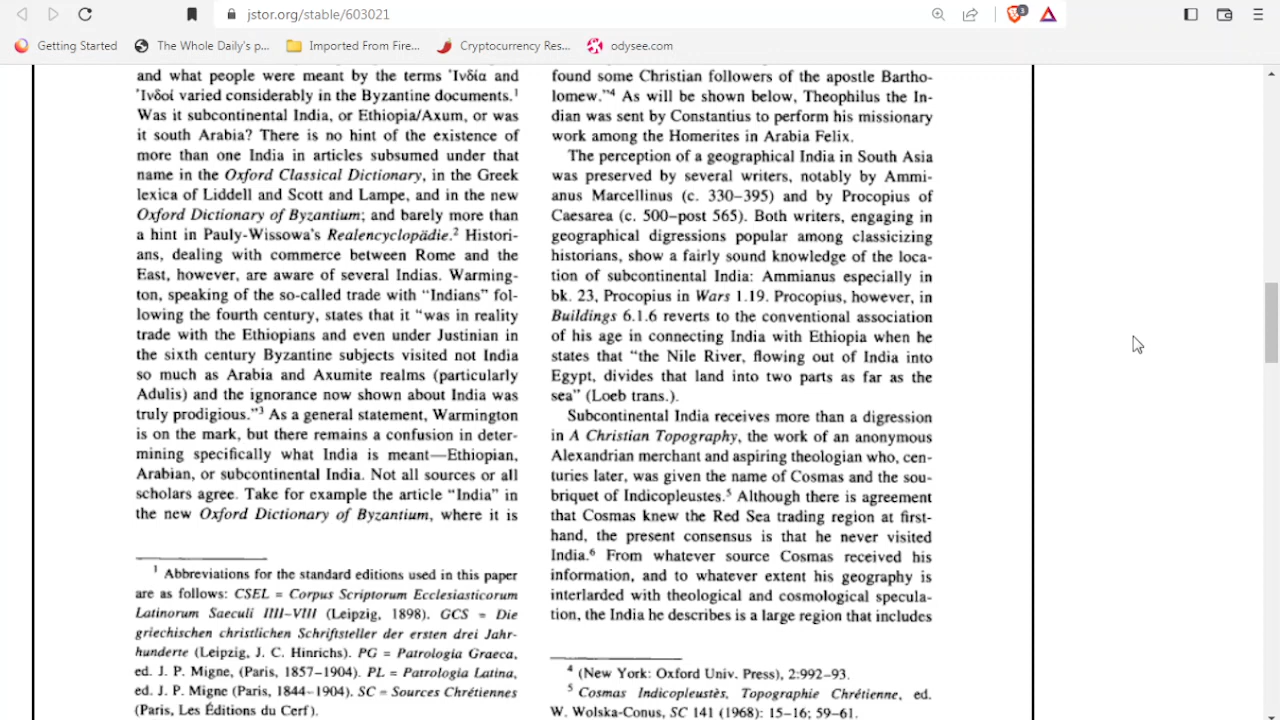 jstor.org/stable/603021
3
Getting Started
The Whole Daily's p...
Imported From Fire...
Cryptocurrency Res...
odysee.com
and what people were meant by the terms Ἰνδία and
Ἰνδοί varied considerably in the Byzantine documents.¹
Was it subcontinental India, or Ethiopia/Axum, or was
it south Arabia? There is no hint of the existence of
more than one India in articles subsumed under that
name in the Oxford Classical Dictionary, in the Greek
lexica of Liddell and Scott and Lampe, and in the new
Oxford Dictionary of Byzantium; and barely more than
a hint in Pauly-Wissowa's Realencyclopädie.² Histori-
ans, dealing with commerce between Rome and the
East, however, are aware of several Indias. Warming-
ton, speaking of the so-called trade with "Indians" fol-
lowing the fourth century, states that it "was in reality
trade with the Ethiopians and even under Justinian in
the sixth century Byzantine subjects visited not India
so much as Arabia and Axumite realms (particularly
Adulis) and the ignorance now shown about India was
truly prodigious."³ As a general statement, Warmington
is on the mark, but there remains a confusion in deter-
mining specifically what India is meant—Ethiopian,
Arabian, or subcontinental India. Not all sources or all
scholars agree. Take for example the article "India" in
the new Oxford Dictionary of Byzantium, where it is
¹ Abbreviations for the standard editions used in this paper
are as follows: CSEL = Corpus Scriptorum Ecclesiasticorum
Latinorum Saeculi IIII–VIII (Leipzig, 1898). GCS = Die
griechischen christlichen Schriftsteller der ersten drei Jahr-
hunderte (Leipzig, J. C. Hinrichs). PG = Patrologia Graeca,
ed. J. P. Migne, (Paris, 1857–1904). PL = Patrologia Latina,
ed. J. P. Migne (Paris, 1844–1904). SC = Sources Chrétiennes
(Paris, Les Éditions du Cerf).
found some Christian followers of the apostle Bartho-
lomew."⁴ As will be shown below, Theophilus the In-
dian was sent by Constantius to perform his missionary
work among the Homerites in Arabia Felix.
The perception of a geographical India in South Asia
was preserved by several writers, notably by Ammi-
anus Marcellinus (c. 330–395) and by Procopius of
Caesarea (c. 500–post 565). Both writers, engaging in
geographical digressions popular among classicizing
historians, show a fairly sound knowledge of the loca-
tion of subcontinental India: Ammianus especially in
bk. 23, Procopius in Wars 1.19. Procopius, however, in
Buildings 6.1.6 reverts to the conventional association
of his age in connecting India with Ethiopia when he
states that "the Nile River, flowing out of India into
Egypt, divides that land into two parts as far as the
sea" (Loeb trans.).
Subcontinental India receives more than a digression
in A Christian Topography, the work of an anonymous
Alexandrian merchant and aspiring theologian who, cen-
turies later, was given the name of Cosmas and the sou-
briquet of Indicopleustes.⁵ Although there is agreement
that Cosmas knew the Red Sea trading region at first-
hand, the present consensus is that he never visited
India.⁶ From whatever source Cosmas received his
information, and to whatever extent his geography is
interlarded with theological and cosmological specula-
tion, the India he describes is a large region that includes
⁴ (New York: Oxford Univ. Press), 2:992–93.
⁵ Cosmas Indicopleustès, Topographie Chrétienne, ed.
W. Wolska-Conus, SC 141 (1968): 15–16; 59–61.